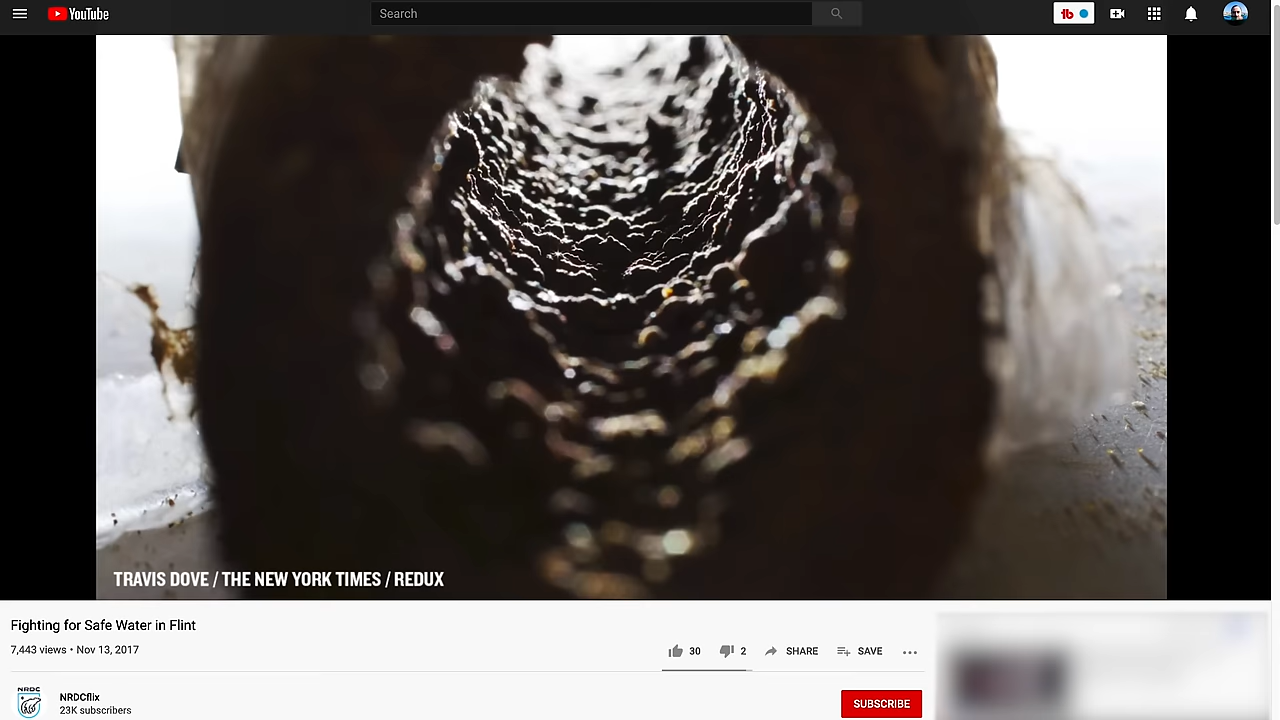 YouTube
Search
TRAVIS DOVE / THE NEW YORK TIMES / REDUX
Fighting for Safe Water in Flint
7,443 views • Nov 13, 2017
30
2
SHARE
SAVE
NRDC
NRDCflix
23K subscribers
SUBSCRIBE